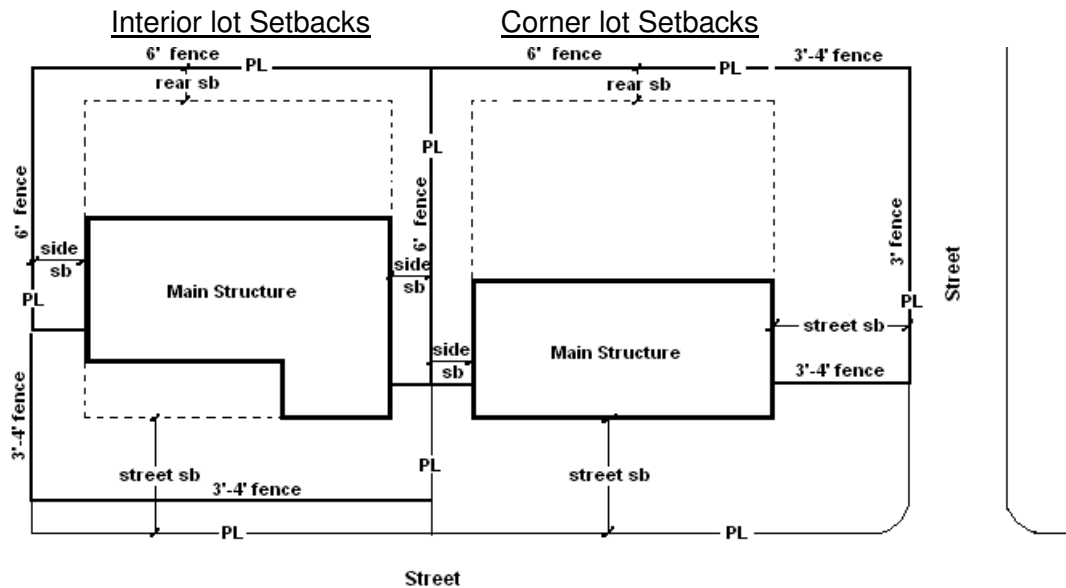 Interior lot Setbacks
Corner lot Setbacks
6' fence
PL
6' fence
PL
3'-4' fence
rear sb
rear sb
PL
6' fence
6' fence
3' fence
side
sb
side
sb
Main Structure
PL
PL
Street
street sb
side
sb
Main Structure
3'-4' fence
3'-4' fence
street sb
PL
street sb
3'-4' fence
PL
PL
Street